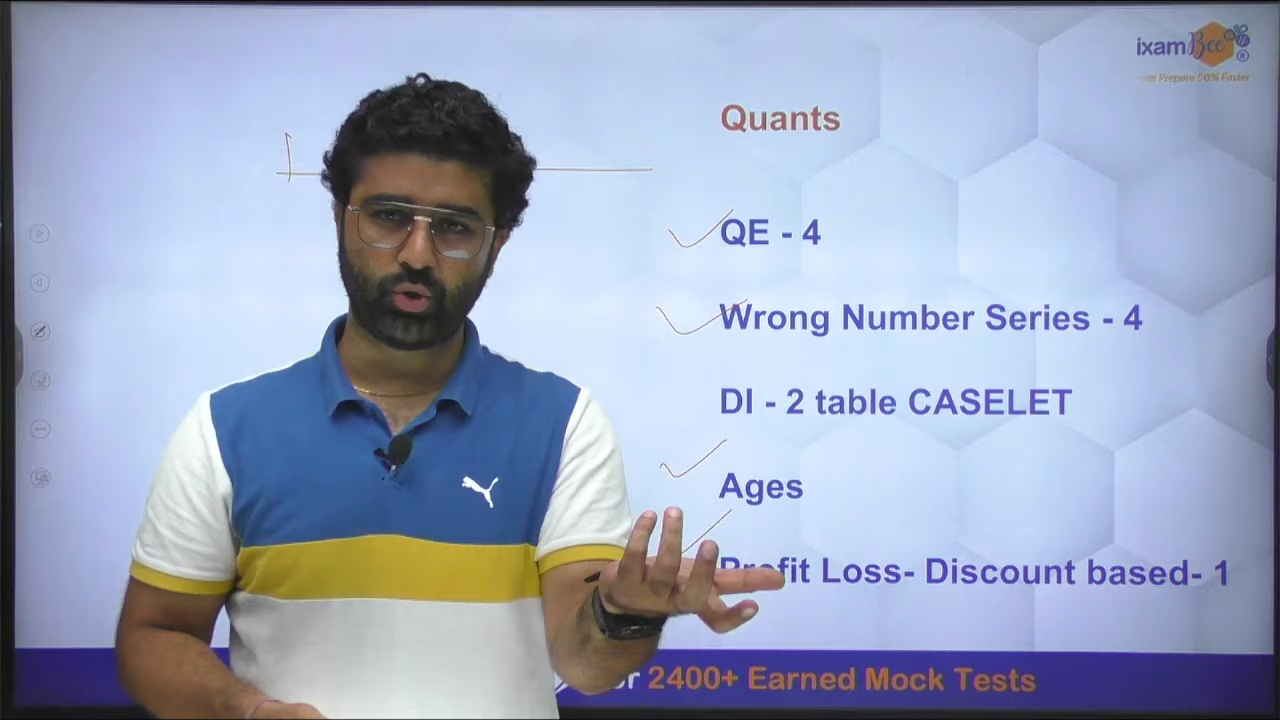 ixamBee
Prepare 50% Faster
Quants
QE - 4
Wrong Number Series - 4
DI - 2 table CASELET
Ages
Profit Loss- Discount based- 1
2400+ Earned Mock Tests